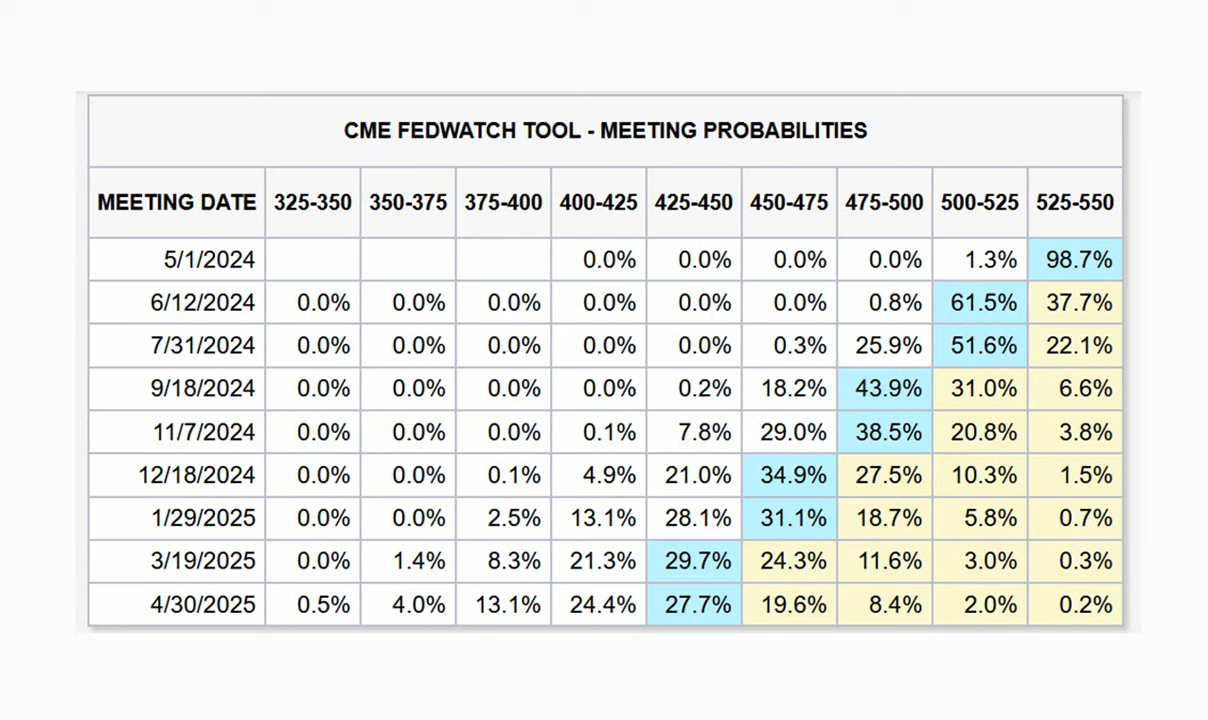 CME FEDWATCH TOOL - MEETING PROBABILITIES
MEETING DATE 325-350 350-375 375-400 400-425 425-450 450-475 475-500 500-525 525-550
5/1/2024 0.0% 0.0% 0.0% 0.0% 1.3% 98.7%
6/12/2024 0.0% 0.0% 0.0% 0.0% 0.0% 0.0% 0.8% 61.5% 37.7%
7/31/2024 0.0% 0.0% 0.0% 0.0% 0.0% 0.3% 25.9% 51.6% 22.1%
9/18/2024 0.0% 0.0% 0.0% 0.0% 0.2% 18.2% 43.9% 31.0% 6.6%
11/7/2024 0.0% 0.0% 0.0% 0.1% 7.8% 29.0% 38.5% 20.8% 3.8%
12/18/2024 0.0% 0.0% 0.1% 4.9% 21.0% 34.9% 27.5% 10.3% 1.5%
1/29/2025 0.0% 0.0% 2.5% 13.1% 28.1% 31.1% 18.7% 5.8% 0.7%
3/19/2025 0.0% 1.4% 8.3% 21.3% 29.7% 24.3% 11.6% 3.0% 0.3%
4/30/2025 0.5% 4.0% 13.1% 24.4% 27.7% 19.6% 8.4% 2.0% 0.2%